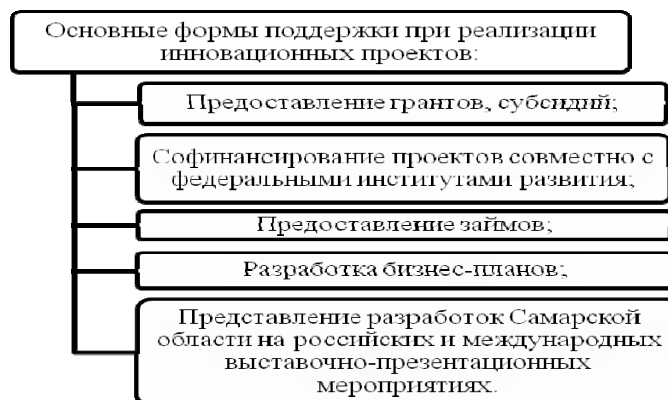 Основные формы поддержки при реализации
инновационных проектов:
Предоставление грантов, субсидий;
Софинансирование проектов совместно с
федеральными институтами развития;
Предоставление займов;
Разработка бизнес-планов;
Представление разработок Самарской
области на российских и международных
выставочно-презентационных
мероприятиях.